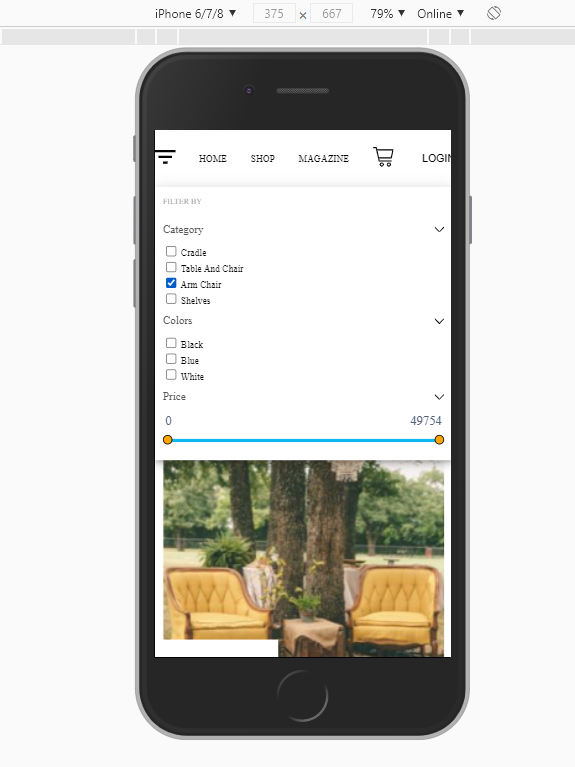 iPhone 6/7/8 ▼ 375 × 667 79% ▼ Online ▼
HOME SHOP MAGAZINE LOGIN
FILTER BY
Category
Cradle
Table And Chair
Arm Chair
Shelves
Colors
Black
Blue
White
Price
0 49754